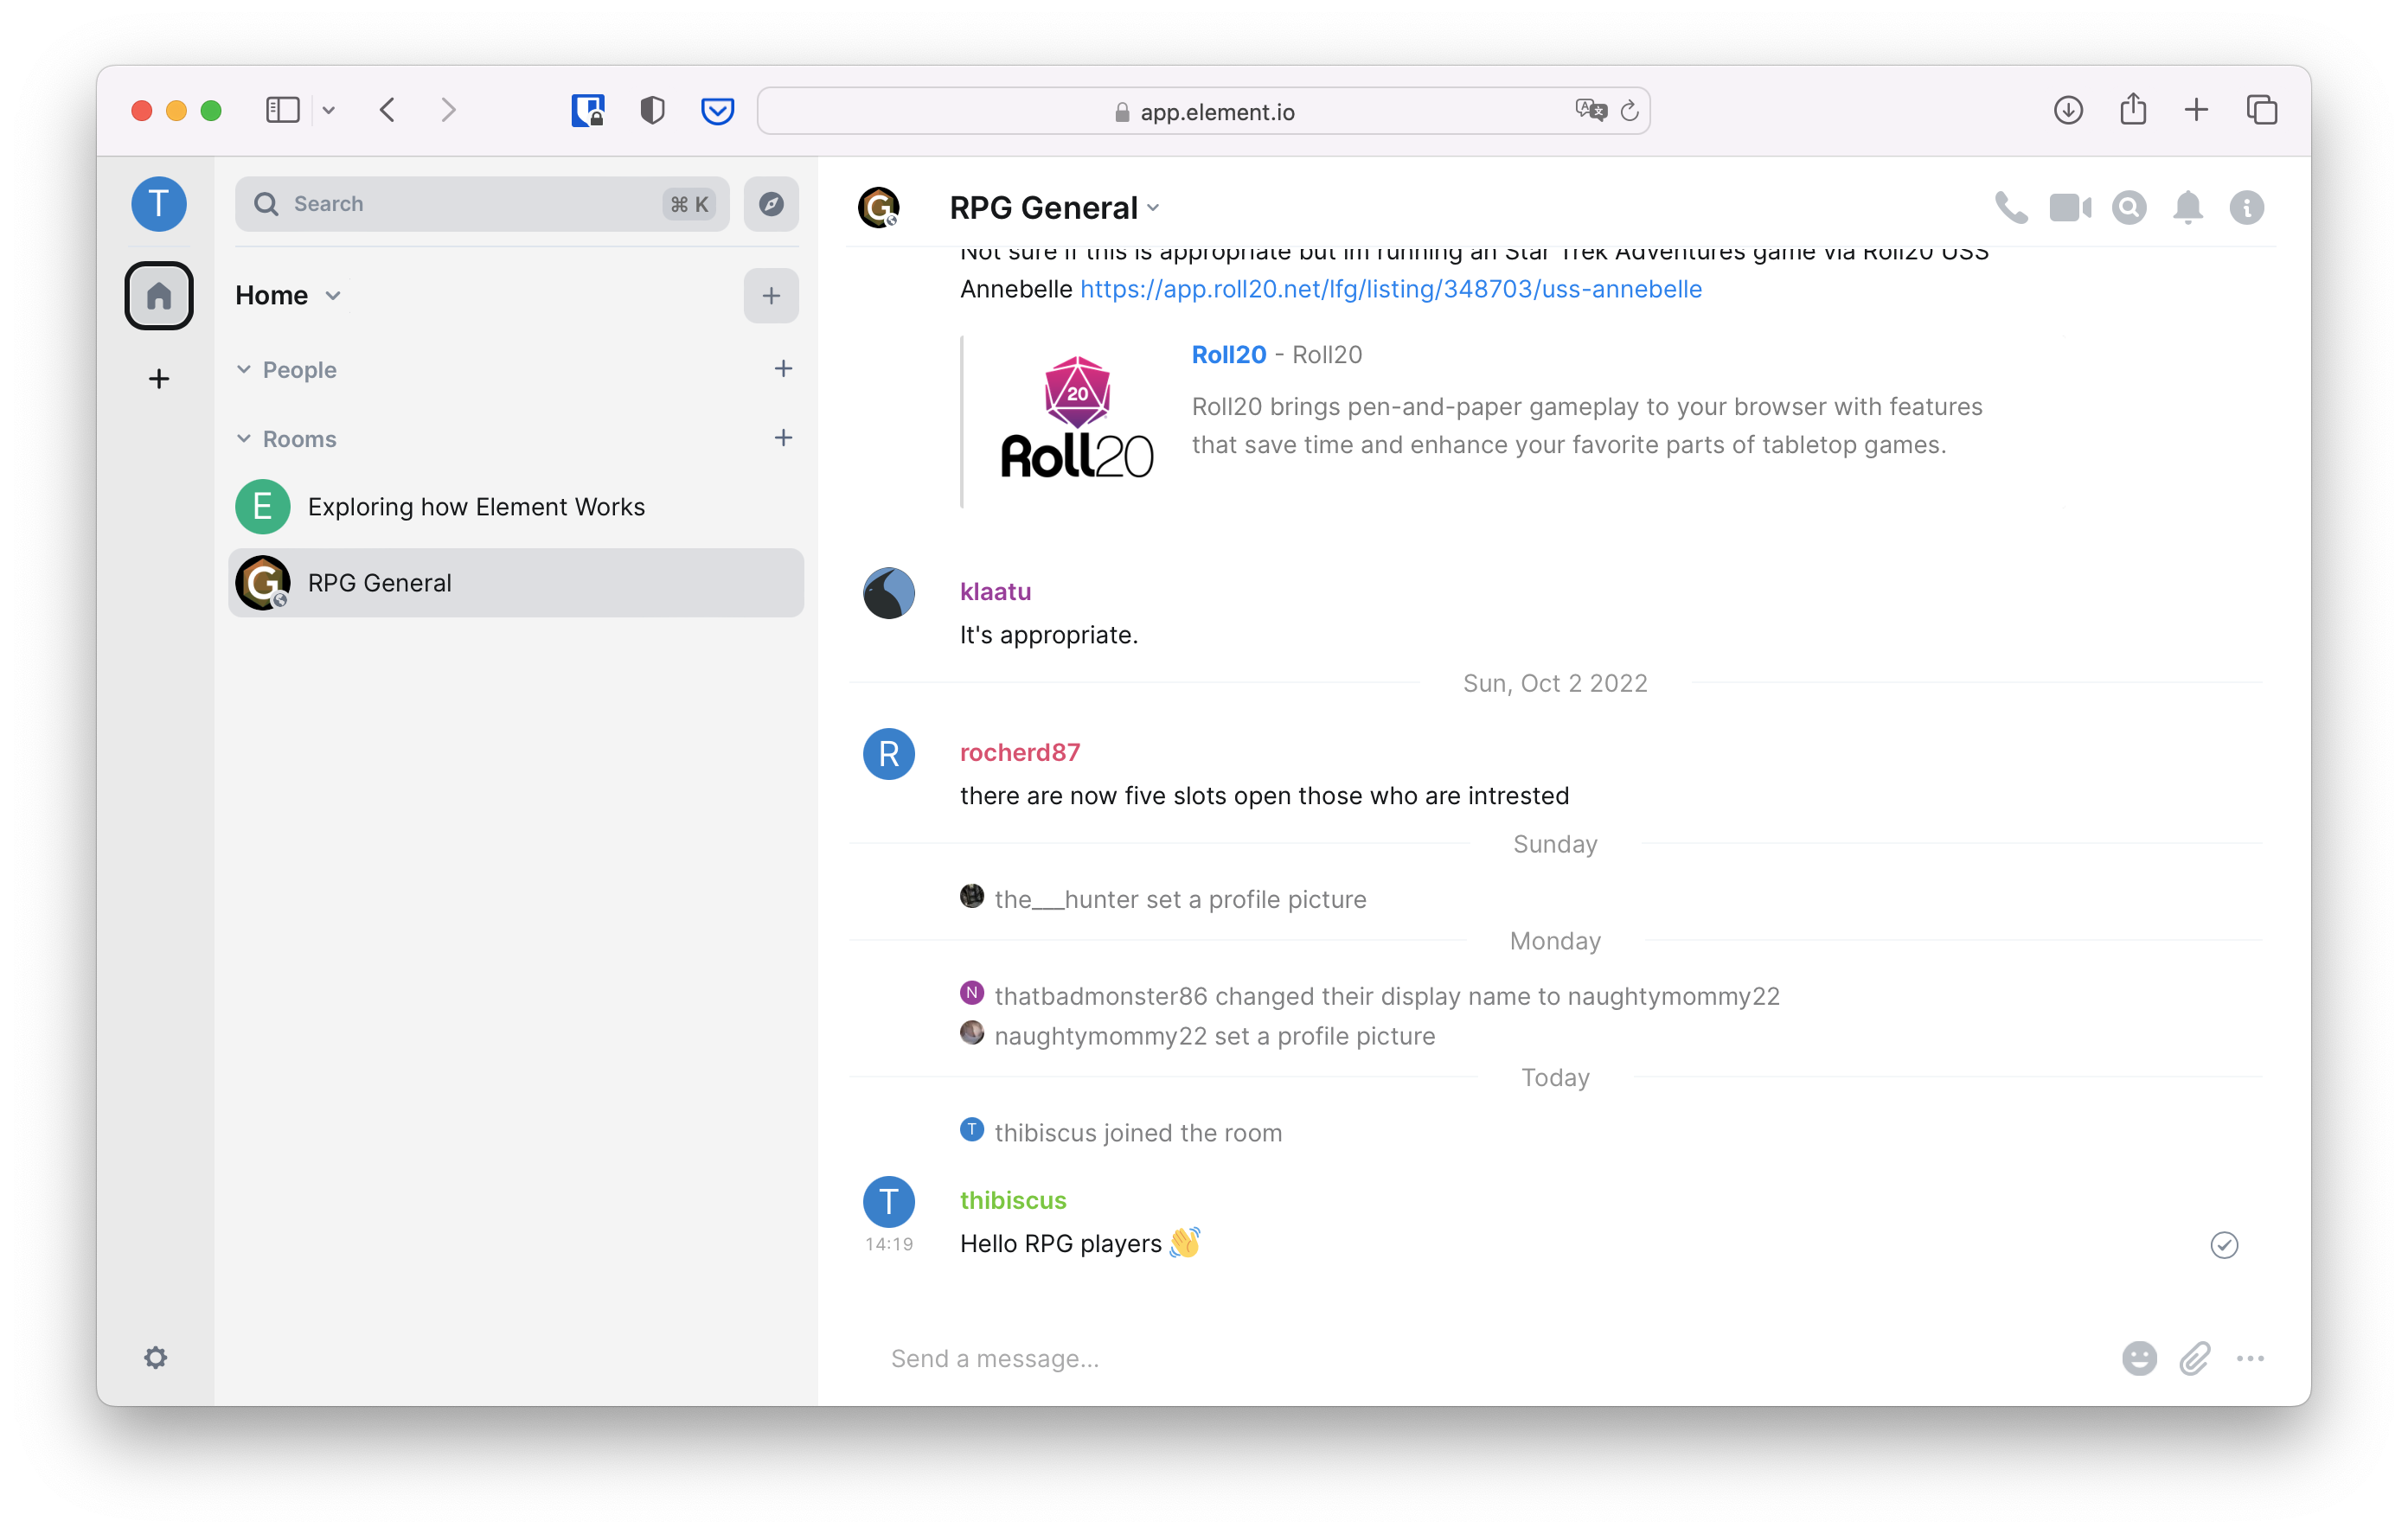 app.element.io
T
Search
⌘ K
Home
People
Rooms
E
Exploring how Element Works
G
RPG General
G
RPG General
Not sure if this is appropriate but im running an Star Trek Adventures game via Roll20 USS
Annebelle https://app.roll20.net/lfg/listing/348703/uss-annebelle
20
Roll20
Roll20 - Roll20
Roll20 brings pen-and-paper gameplay to your browser with features
that save time and enhance your favorite parts of tabletop games.
klaatu
It's appropriate.
Sun, Oct 2 2022
R
rocherd87
there are now five slots open those who are intrested
Sunday
the___hunter set a profile picture
Monday
N
thatbadmonster86 changed their display name to naughtymommy22
naughtymommy22 set a profile picture
Today
T
thibiscus joined the room
T
thibiscus
14:19
Hello RPG players 👋
Send a message...